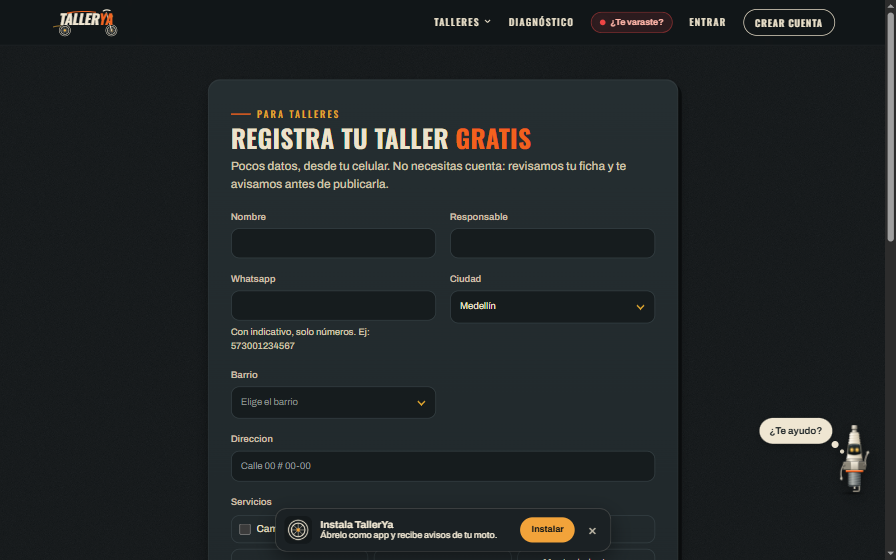 TALLERYA
TALLERES
DIAGNÓSTICO
¿Te varaste?
ENTRAR
CREAR CUENTA
PARA TALLERES
REGISTRA TU TALLER GRATIS
Pocos datos, desde tu celular. No necesitas cuenta: revisamos tu ficha y te
avisamos antes de publicarla.
Nombre
Responsable
Whatsapp
Ciudad
Medellín
Con indicativo, solo números. Ej:
573001234567
Barrio
Elige el barrio
Direccion
Calle 00 # 00-00
¿Te ayudo?
Servicios
Instala TallerYa
Ábrelo como app y recibe avisos de tu moto.
Instalar